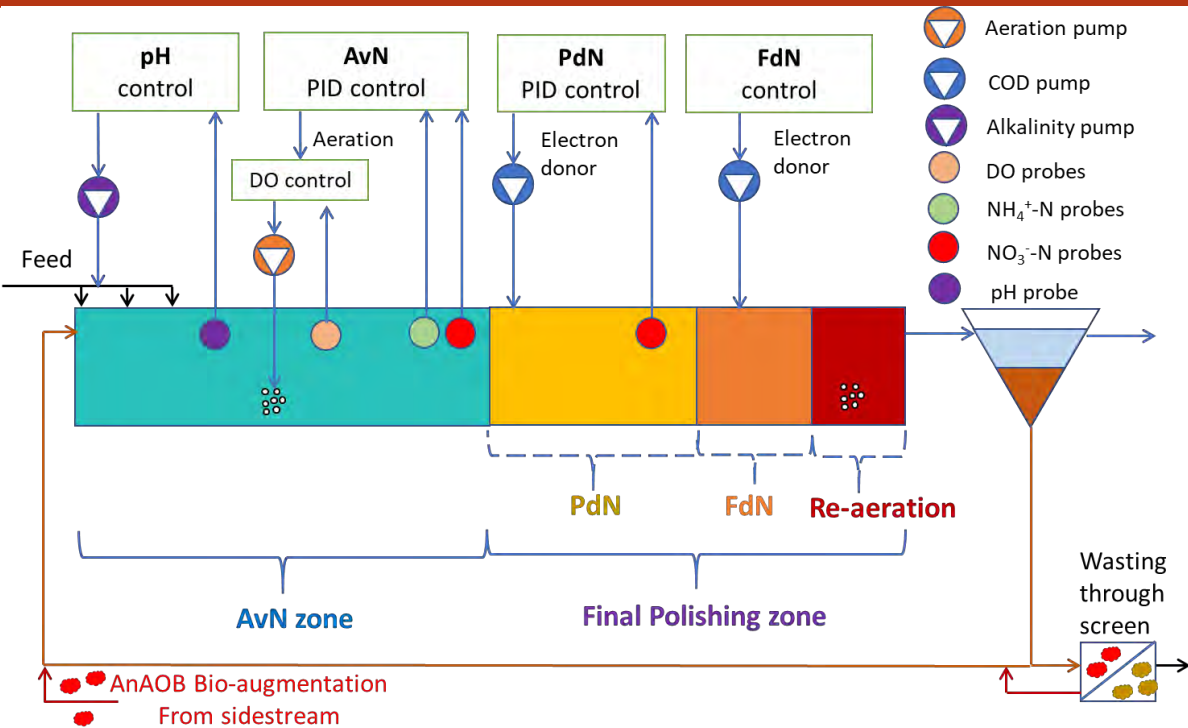 pH
control
AvN
PID control
PdN
PID control
FdN
control
Aeration pump
COD pump
Alkalinity pump
DO probes
NH₄⁺-N probes
NO₃⁻-N probes
pH probe
Aeration
DO control
Electron
donor
Electron
donor
Feed
PdN
FdN
Re-aeration
AvN zone
Final Polishing zone
Wasting
through
screen
AnAOB Bio-augmentation
From sidestream